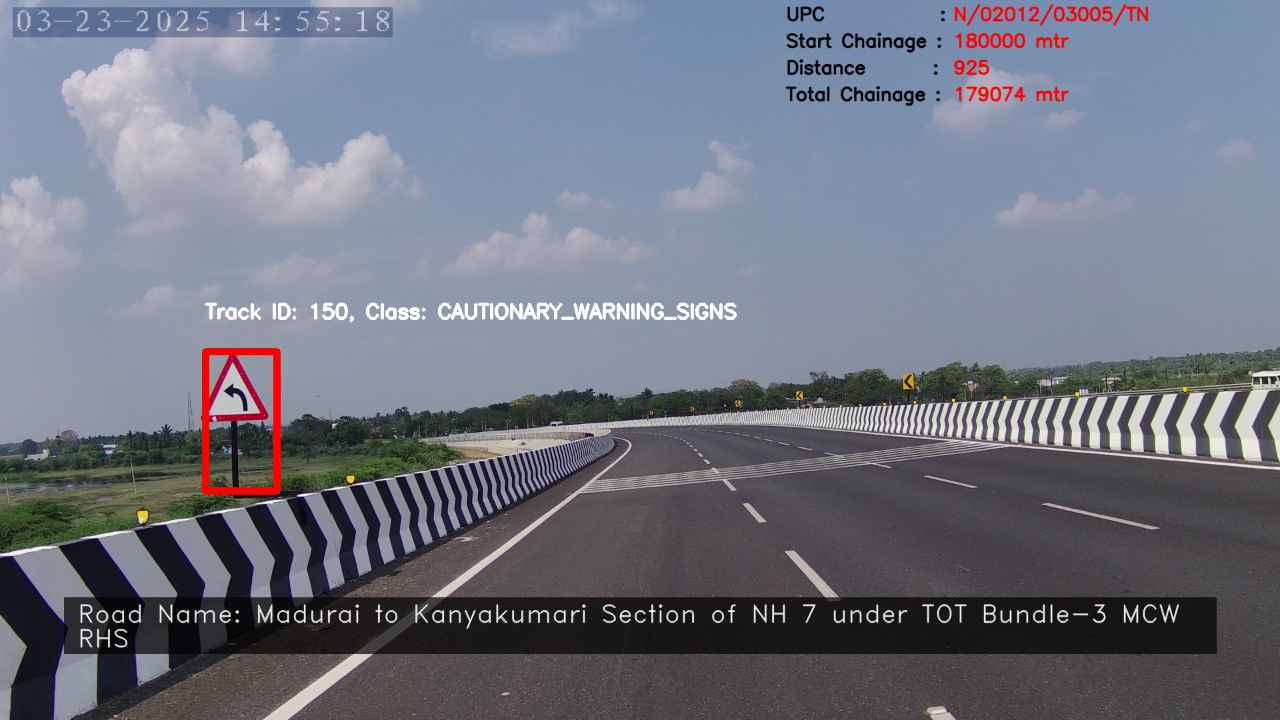 03-23-2025 14:55:18
UPC : N/02012/03005/TN
Start Chainage : 180000 mtr
Distance : 925
Total Chainage : 179074 mtr
Track ID: 150, Class: CAUTIONARY_WARNING_SIGNS
Road Name: Madurai to Kanyakumari Section of NH 7 under TOT Bundle-3 MCW
RHS